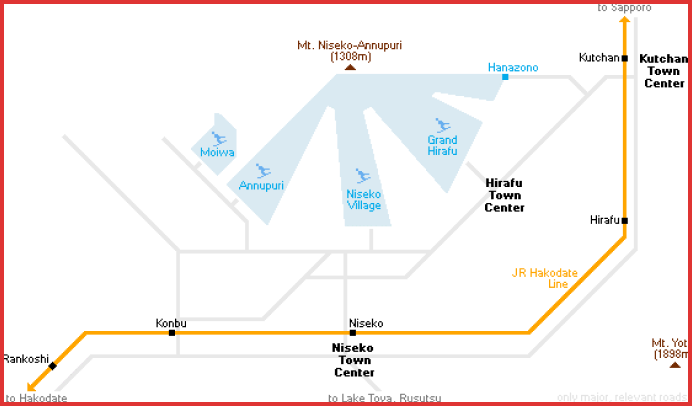 to Sapporo
Mt. Niseko-Annupuri
(1308m)
Kutchan
Kutchan
Town
Center
Hanazono
Moiwa
Grand
Hirafu
Annupuri
Niseko
Village
Hirafu
Town
Center
Hirafu
JR Hakodate
Line
Konbu
Niseko
Rankoshi
Niseko
Town
Center
Mt. Yot
(1898m
to Hakodate
to Lake Toya, Rusutsu
only major, relevant roads